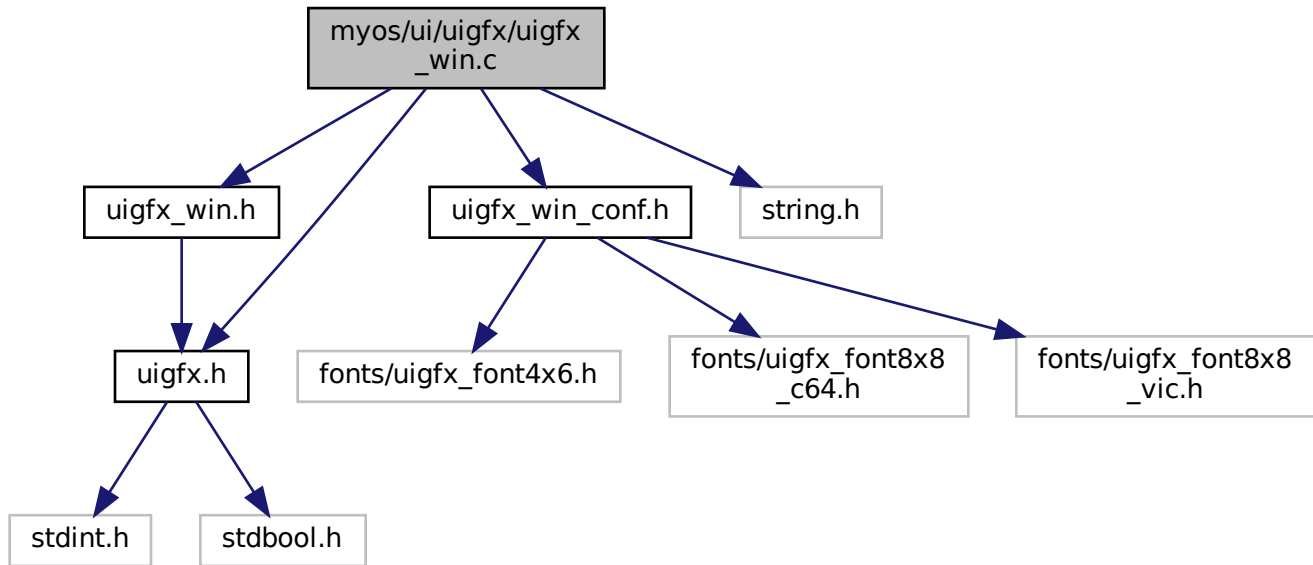 myos/ui/uigfx/uigfx
_win.c
uigfx_win.h
uigfx_win_conf.h
string.h
uigfx.h
fonts/uigfx_font4x6.h
fonts/uigfx_font8x8
_c64.h
fonts/uigfx_font8x8
_vic.h
stdint.h
stdbool.h